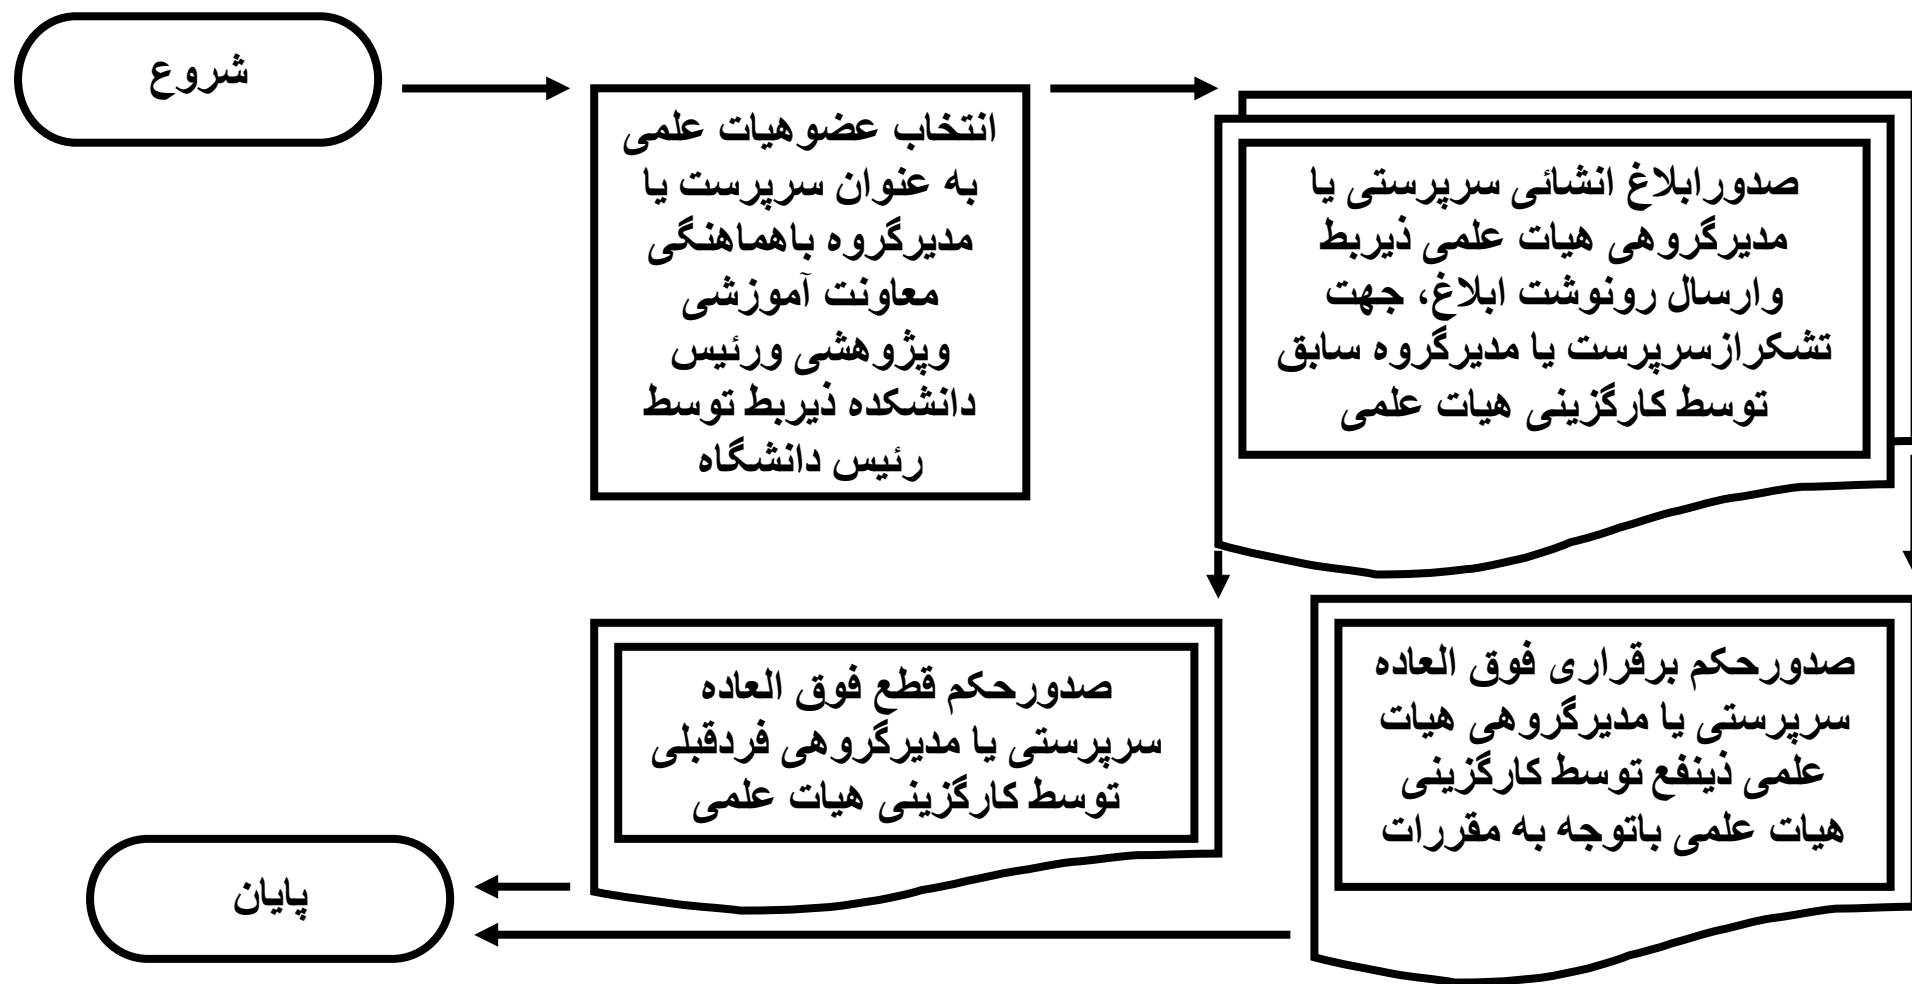 شروع
انتخاب عضو هیات علمی
به عنوان سرپرست یا
مدیرگروه باهماهنگی
معاونت آموزشی
وپژوهشی ورئیس
دانشکده ذیربط توسط
رئیس دانشگاه
صدورابلاغ انشائی سرپرستی یا
مدیرگروهی هیات علمی ذیربط
وارسال رونوشت ابلاغ، جهت
تشکرازسرپرست یا مدیرگروه سابق
توسط کارگزینی هیات علمی
صدورحکم برقراری فوق العاده
سرپرستی یا مدیرگروهی هیات
علمی ذینفع توسط کارگزینی
هیات علمی باتوجه به مقررات
صدورحکم قطع فوق العاده
سرپرستی یا مدیرگروهی فردقبلی
توسط کارگزینی هیات علمی
پایان